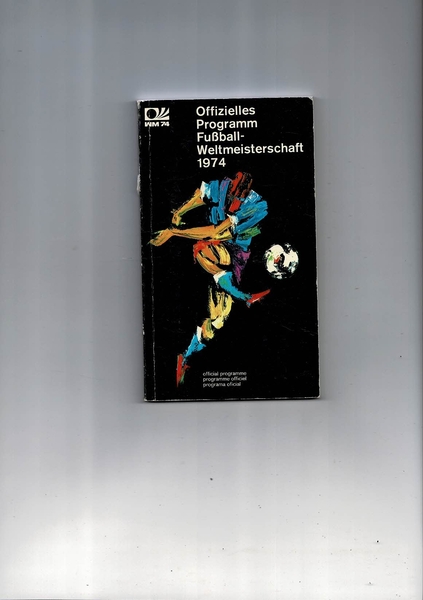 WM 74
Offizielles
Programm
Fußball-
Weltmeisterschaft
1974
official programme
programme officiel
programa oficial